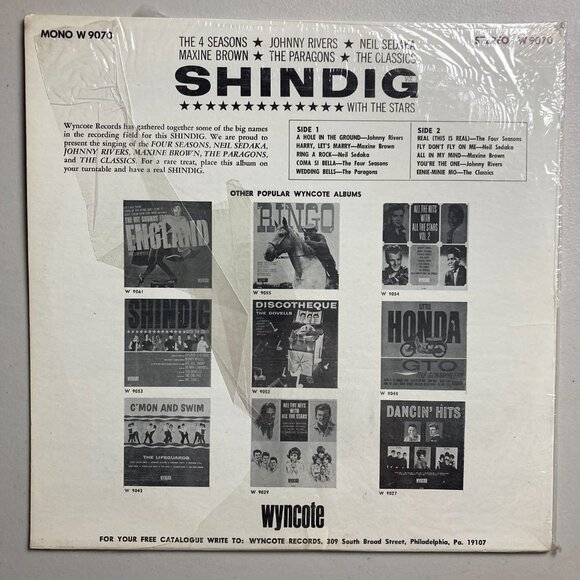 MONO W 9070
STEREO W 9070
THE 4 SEASONS ★ JOHNNY RIVERS ★ NEIL SEDAKA
MAXINE BROWN ★ THE PARAGONS ★ THE CLASSICS
SHINDIG
★★★★★★★★★★★★★ WITH THE STARS
Wyncote Records has gathered together some of the big names
in the recording field for this SHINDIG. We are proud to
present the singing of the FOUR SEASONS, NEIL SEDAKA,
JOHNNY RIVERS, MAXINE BROWN, THE PARAGONS,
and THE CLASSICS. For a rare treat, place this album on
your turntable and have a real SHINDIG.
SIDE 1
A HOLE IN THE GROUND—Johnny Rivers
HARRY, LET'S MARRY—Maxine Brown
RING A ROCK—Neil Sedaka
COMA SI BELLA—The Four Seasons
WEDDING BELLS—The Paragons
SIDE 2
REAL (THIS IS REAL)—The Four Seasons
FLY DON'T FLY ON ME—Neil Sedaka
ALL IN MY MIND—Maxine Brown
YOU'RE THE ONE—Johnny Rivers
EENIE-MINIE MO—The Classics
OTHER POPULAR WYNCOTE ALBUMS
THE HIT SOUNDS FROM
ENGLAND
W 9061
RINGO
W 9055
ALL THE HITS
WITH
ALL THE STARS
VOL. 2
W 9054
SHINDIG
W 9053
DISCOTHEQUE
THE DOVELLS
W 9052
LITTLE
HONDA
GTO
W 9049
C'MON AND SWIM
THE LIFEGUARDS
W 9043
ALL THE HITS
WITH
ALL THE STARS
W 9029
DANCIN' HITS
W 9027
wyncote
FOR YOUR FREE CATALOGUE WRITE TO: WYNCOTE RECORDS, 309 South Broad Street, Philadelphia, Pa. 19107